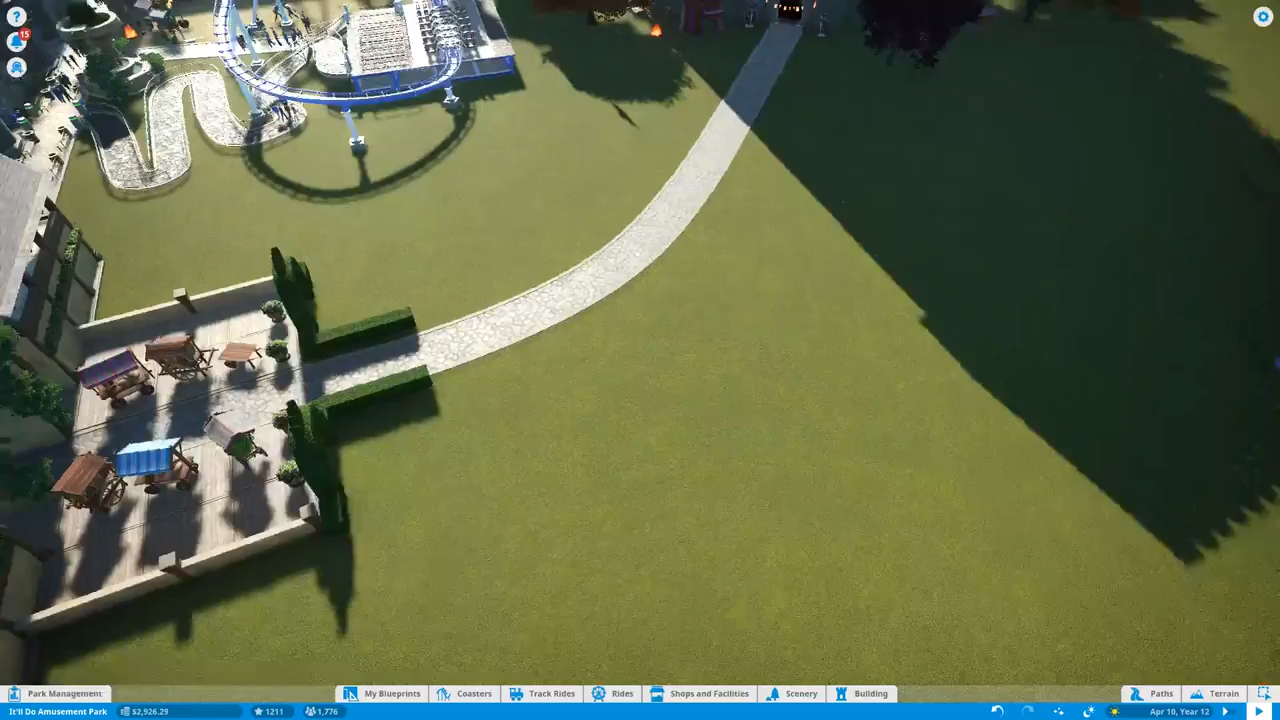 ?
15
Park Management
My Blueprints
Coasters
Track Rides
Rides
Shops and Facilities
Scenery
Building
Paths
Terrain
It'll Do Amusement Park
$2,926.29
1211
1,776
Apr 10, Year 12